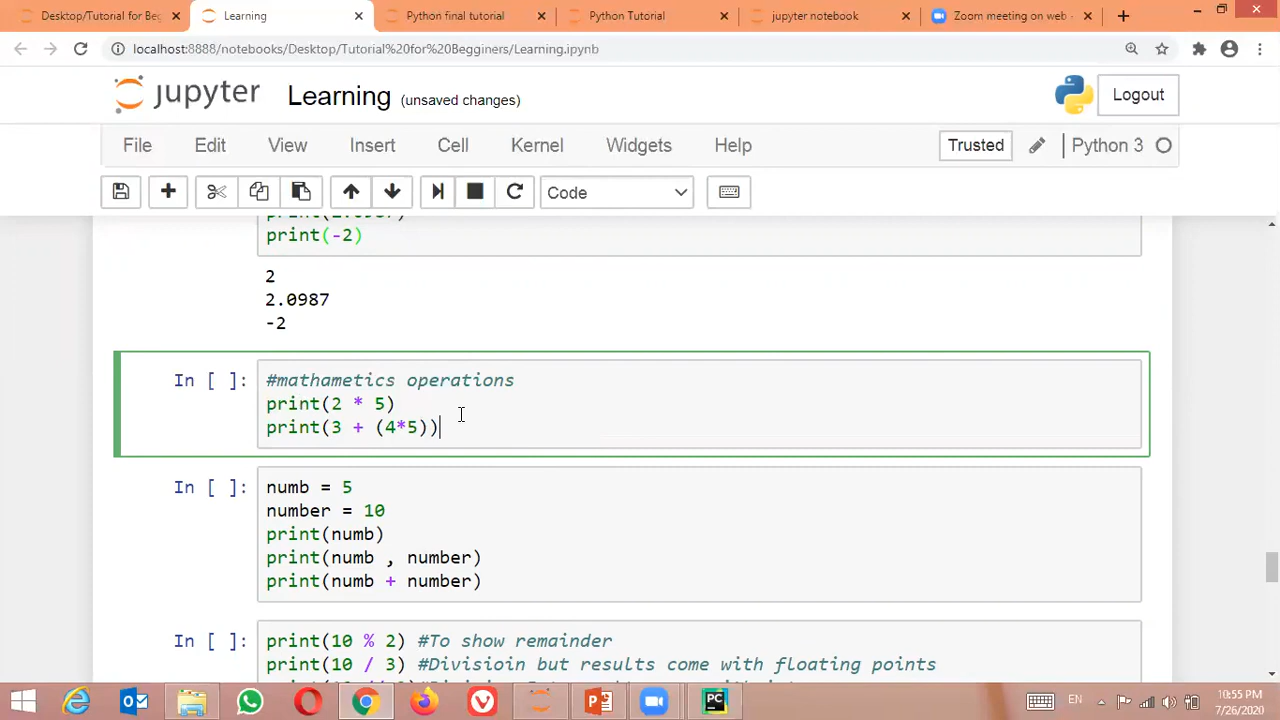 Tutorial for Beg
Learning
Python final tutorial
Python Tutorial
jupyter notebook
Zoom meeting on web -
localhost:8888/notebooks/Desktop/Tutorial%20for%20Begginers/Learning.ipynb
jupyter Learning (unsaved changes)
Logout
File Edit View Insert Cell Kernel Widgets Help
Trusted
Python 3
Code
print(-2)
2
2.0987
-2
In [ ]:
#mathametics operations
print(2 * 5)
print(3 + (4*5))
In [ ]:
numb = 5
number = 10
print(numb)
print(numb , number)
print(numb + number)
In [ ]:
print(10 % 2) #To show remainder
print(10 / 3) #Divisioin but results come with floating points
EN
10:55 PM
7/26/2020